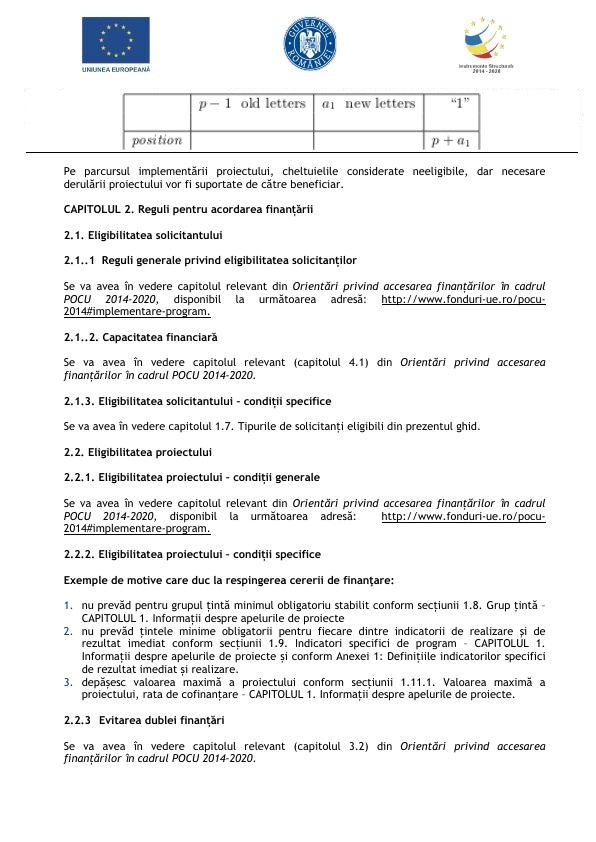 UNIUNEA EUROPEANĂ
GUVERNUL ROMÂNIEI
Instrumente Structurale
2014 - 2020
p − 1 old letters a₁ new letters “1”
position p + a₁
Pe parcursul implementării proiectului, cheltuielile considerate neeligibile, dar necesare
derulării proiectului vor fi suportate de către beneficiar.
CAPITOLUL 2. Reguli pentru acordarea finanțării
2.1. Eligibilitatea solicitantului
2.1..1 Reguli generale privind eligibilitatea solicitanților
Se va avea în vedere capitolul relevant din Orientări privind accesarea finanțărilor în cadrul
POCU 2014-2020, disponibil la următoarea adresă: http://www.fonduri-ue.ro/pocu-
2014#implementare-program.
2.1..2. Capacitatea financiară
Se va avea în vedere capitolul relevant (capitolul 4.1) din Orientări privind accesarea
finanțărilor în cadrul POCU 2014-2020.
2.1.3. Eligibilitatea solicitantului – condiții specifice
Se va avea în vedere capitolul 1.7. Tipurile de solicitanți eligibili din prezentul ghid.
2.2. Eligibilitatea proiectului
2.2.1. Eligibilitatea proiectului – condiții generale
Se va avea în vedere capitolul relevant din Orientări privind accesarea finanțărilor în cadrul
POCU 2014-2020, disponibil la următoarea adresă: http://www.fonduri-ue.ro/pocu-
2014#implementare-program.
2.2.2. Eligibilitatea proiectului – condiții specifice
Exemple de motive care duc la respingerea cererii de finanțare:
1. nu prevăd pentru grupul țintă minimul obligatoriu stabilit conform secțiunii 1.8. Grup țintă –
CAPITOLUL 1. Informații despre apelurile de proiecte
2. nu prevăd țintele minime obligatorii pentru fiecare dintre indicatorii de realizare și de
rezultat imediat conform secțiunii 1.9. Indicatori specifici de program – CAPITOLUL 1.
Informații despre apelurile de proiecte și conform Anexei 1: Definițiile indicatorilor specifici
de rezultat imediat și realizare.
3. depășesc valoarea maximă a proiectului conform secțiunii 1.11.1. Valoarea maximă a
proiectului, rata de cofinanțare – CAPITOLUL 1. Informații despre apelurile de proiecte.
2.2.3 Evitarea dublei finanțări
Se va avea în vedere capitolul relevant (capitolul 3.2) din Orientări privind accesarea
finanțărilor în cadrul POCU 2014-2020.